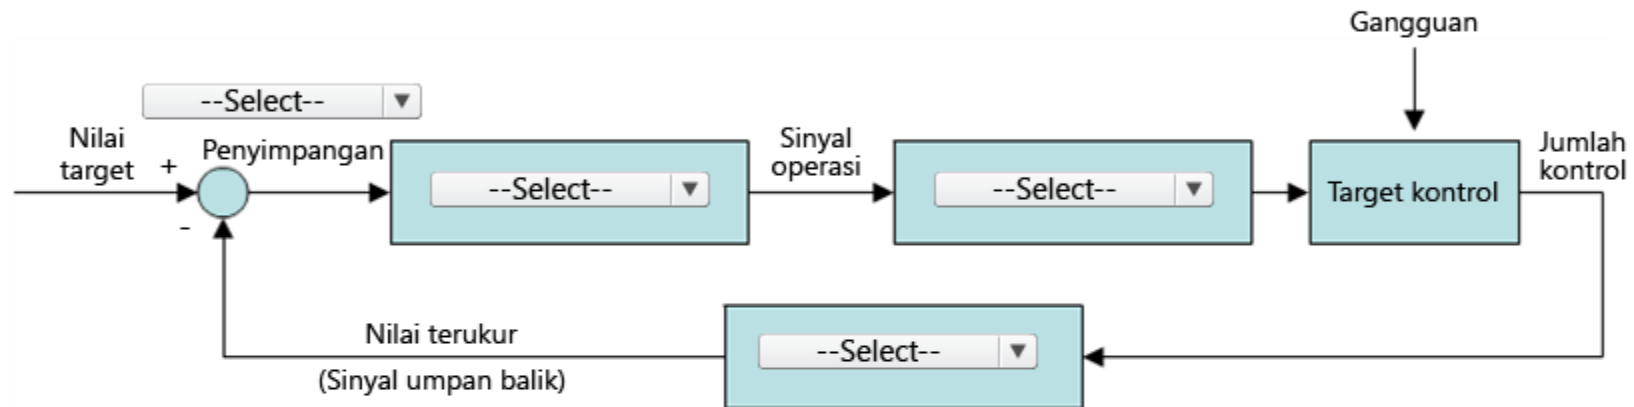 Gangguan
--Select--
Nilai
target
+
Penyimpangan
--Select--
Sinyal
operasi
--Select--
Target kontrol
Jumlah
kontrol
-
Nilai terukur
(Sinyal umpan balik)
--Select--